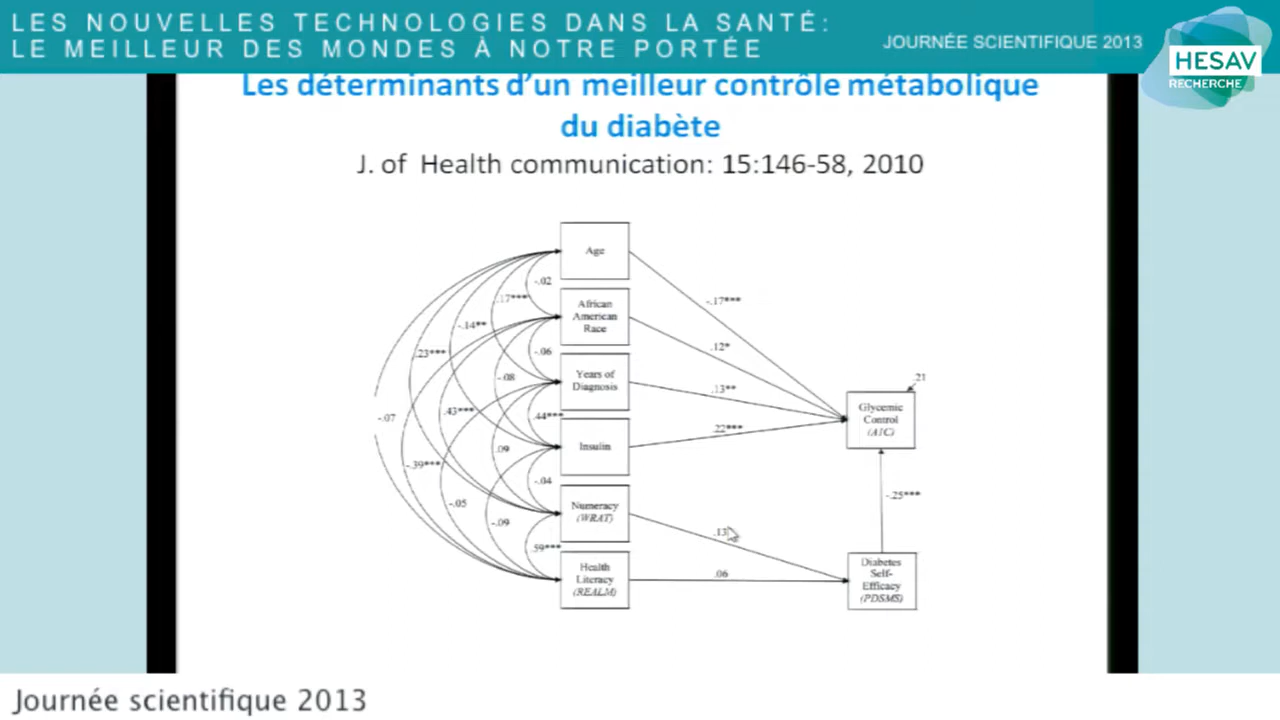 LES NOUVELLES TECHNOLOGIES DANS LA SANTÉ:
LE MEILLEUR DES MONDES À NOTRE PORTÉE
JOURNÉE SCIENTIFIQUE 2013
HESAV
RECHERCHE
Les déterminants d'un meilleur contrôle métabolique
du diabète
J. of Health communication: 15:146-58, 2010
Age
-.02
.17***
-.17***
African
American
Race
-.14**
.12*
.23***
-.06
Years of
Diagnosis
-.08
.13**
.21
-.07
.43***
.44***
Glycemic
Control
(A1C)
.22***
Insulin
.09
-.39***
-.04
-.25***
-.05
Numeracy
(WRAT)
-.09
.13
.59***
Health
Literacy
(REALM)
.06
Diabetes
Self-
Efficacy
(PDSMS)
Journée scientifique 2013